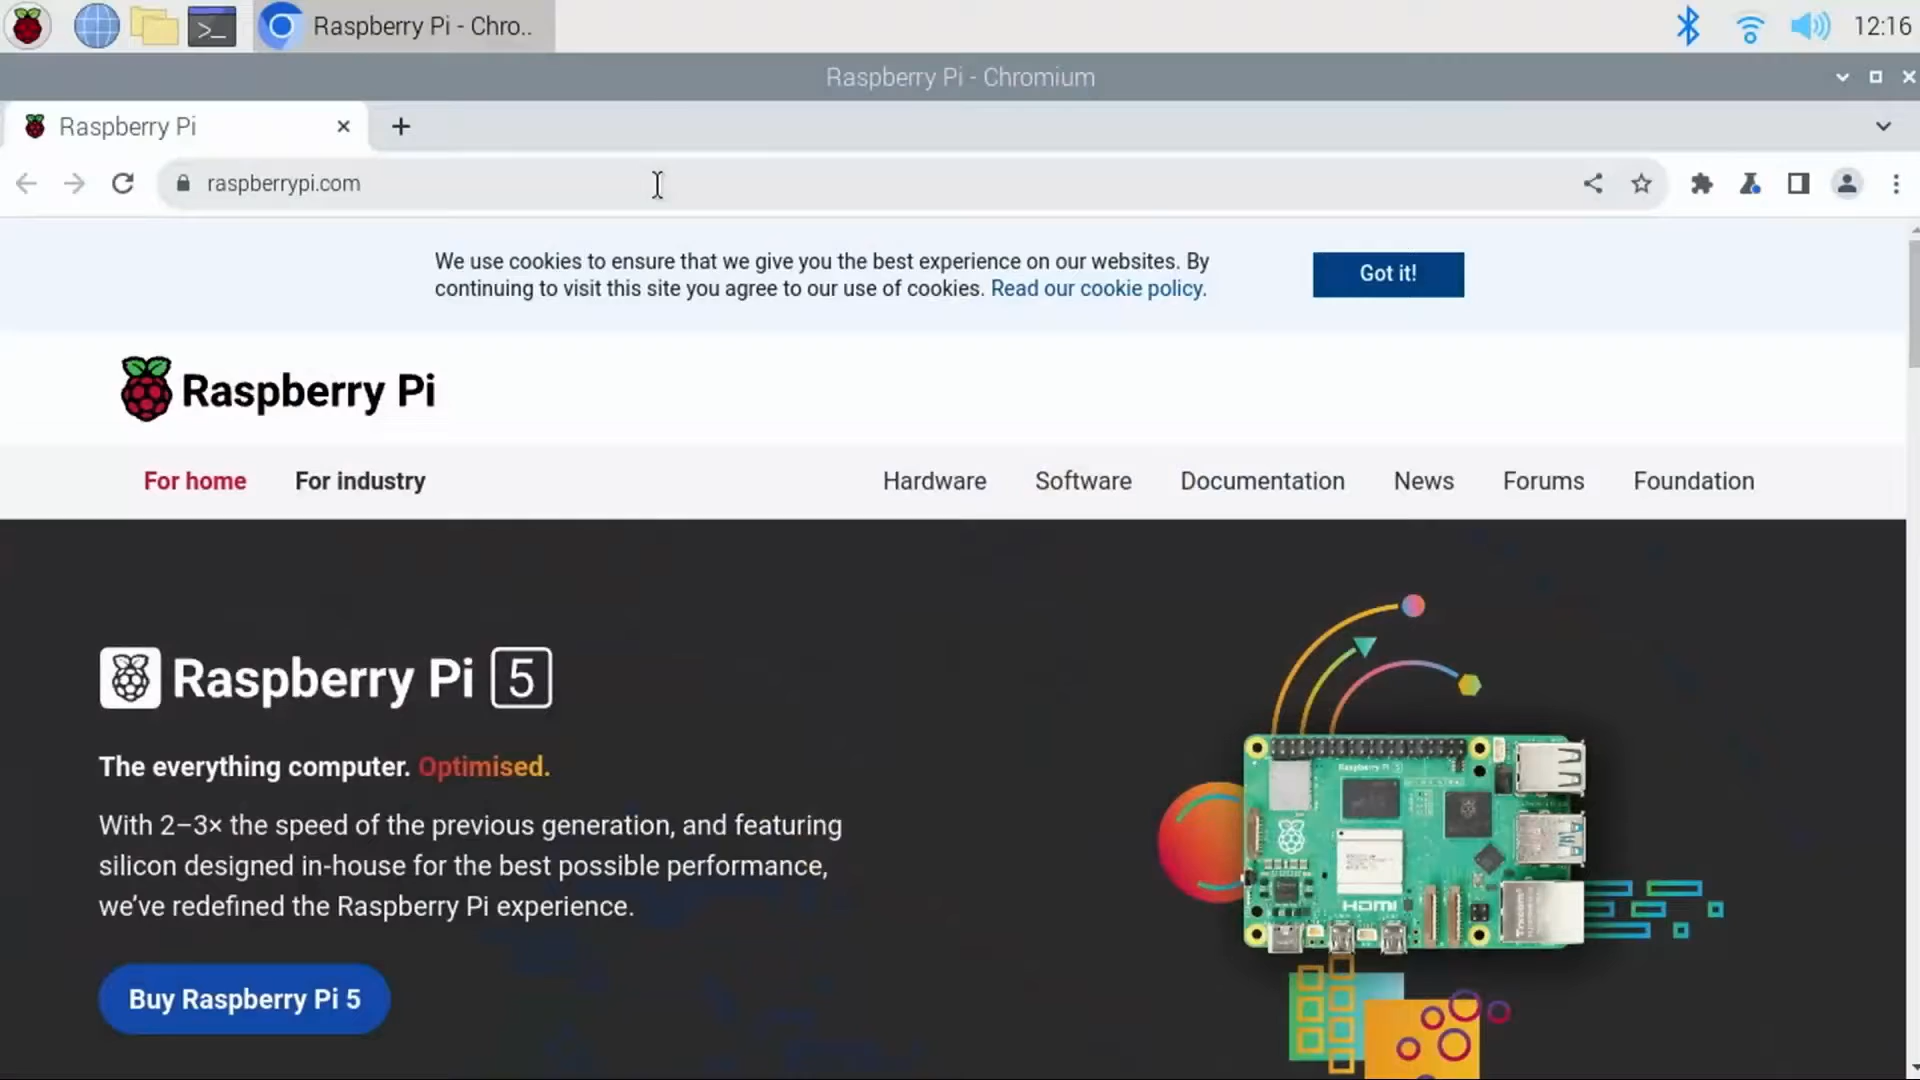 Raspberry Pi - Chro..
12:16
Raspberry Pi - Chromium
Raspberry Pi
raspberrypi.com
We use cookies to ensure that we give you the best experience on our websites. By
continuing to visit this site you agree to our use of cookies. Read our cookie policy.
Got it!
Raspberry Pi
For home
For industry
Hardware
Software
Documentation
News
Forums
Foundation
Raspberry Pi 5
The everything computer. Optimised.
With 2–3× the speed of the previous generation, and featuring
silicon designed in-house for the best possible performance,
we’ve redefined the Raspberry Pi experience.
Buy Raspberry Pi 5
Raspberry Pi 5
HDMI